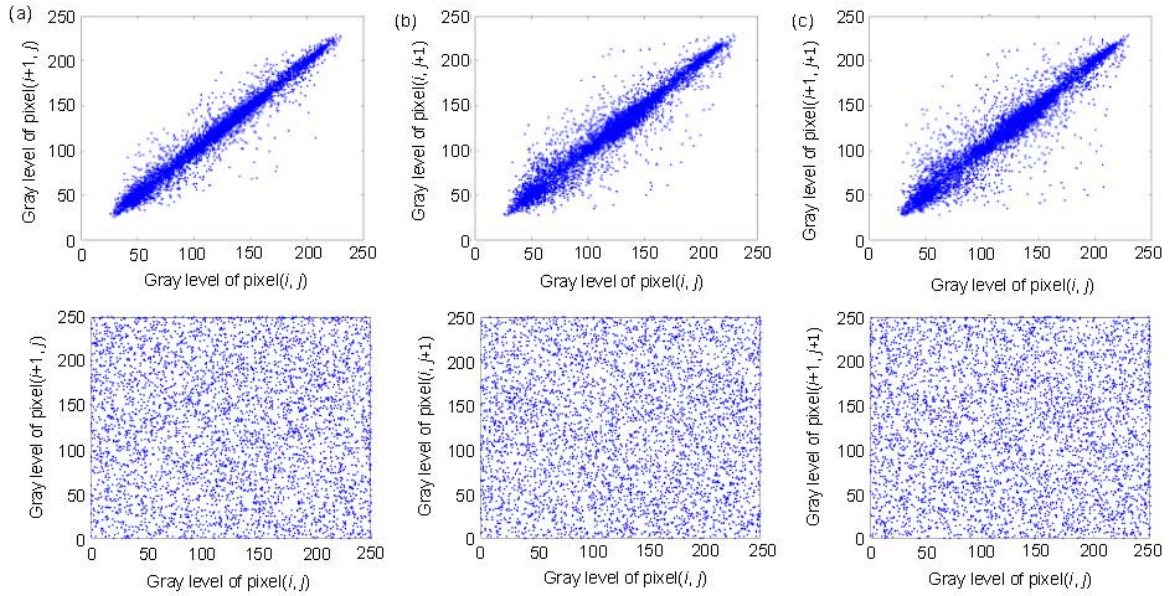 (a)
250
200
150
100
50
0
Gray level of pixel(i+1, j)
0 50 100 150 200 250
Gray level of pixel(i, j)
(b)
250
200
150
100
50
0
Gray level of pixel(i, j+1)
0 50 100 150 200 250
Gray level of pixel(i, j)
(c)
250
200
150
100
50
0
Gray level of pixel(i+1, j+1)
0 50 100 150 200 250
Gray level of pixel(i, j)
250
200
150
100
50
0
Gray level of pixel(i+1, j)
0 50 100 150 200 250
Gray level of pixel(i, j)
250
200
150
100
50
0
Gray level of pixel(i, j+1)
0 50 100 150 200 250
Gray level of pixel(i, j)
250
200
150
100
50
0
Gray level of pixel(i+1, j+1)
0 50 100 150 200 250
Gray level of pixel(i, j)